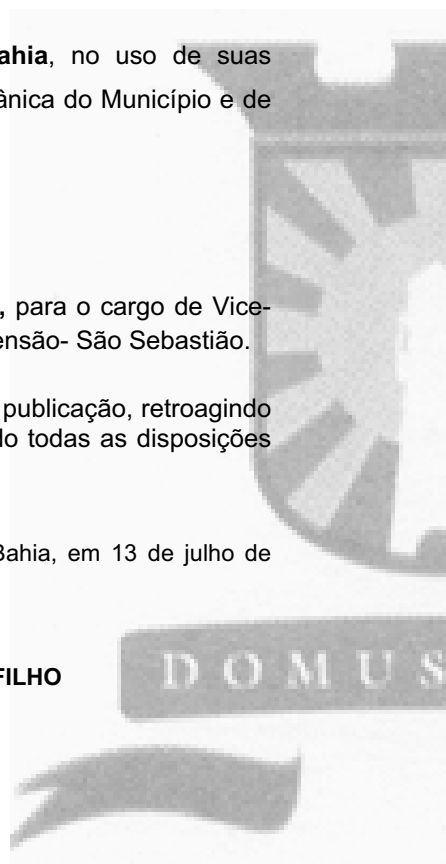 ahia, no uso de suas
ânica do Município e de
, para o cargo de Vice-
ensão- São Sebastião.
publicação, retroagindo
do todas as disposições
Bahia, em 13 de julho de
FILHO
DOMUS